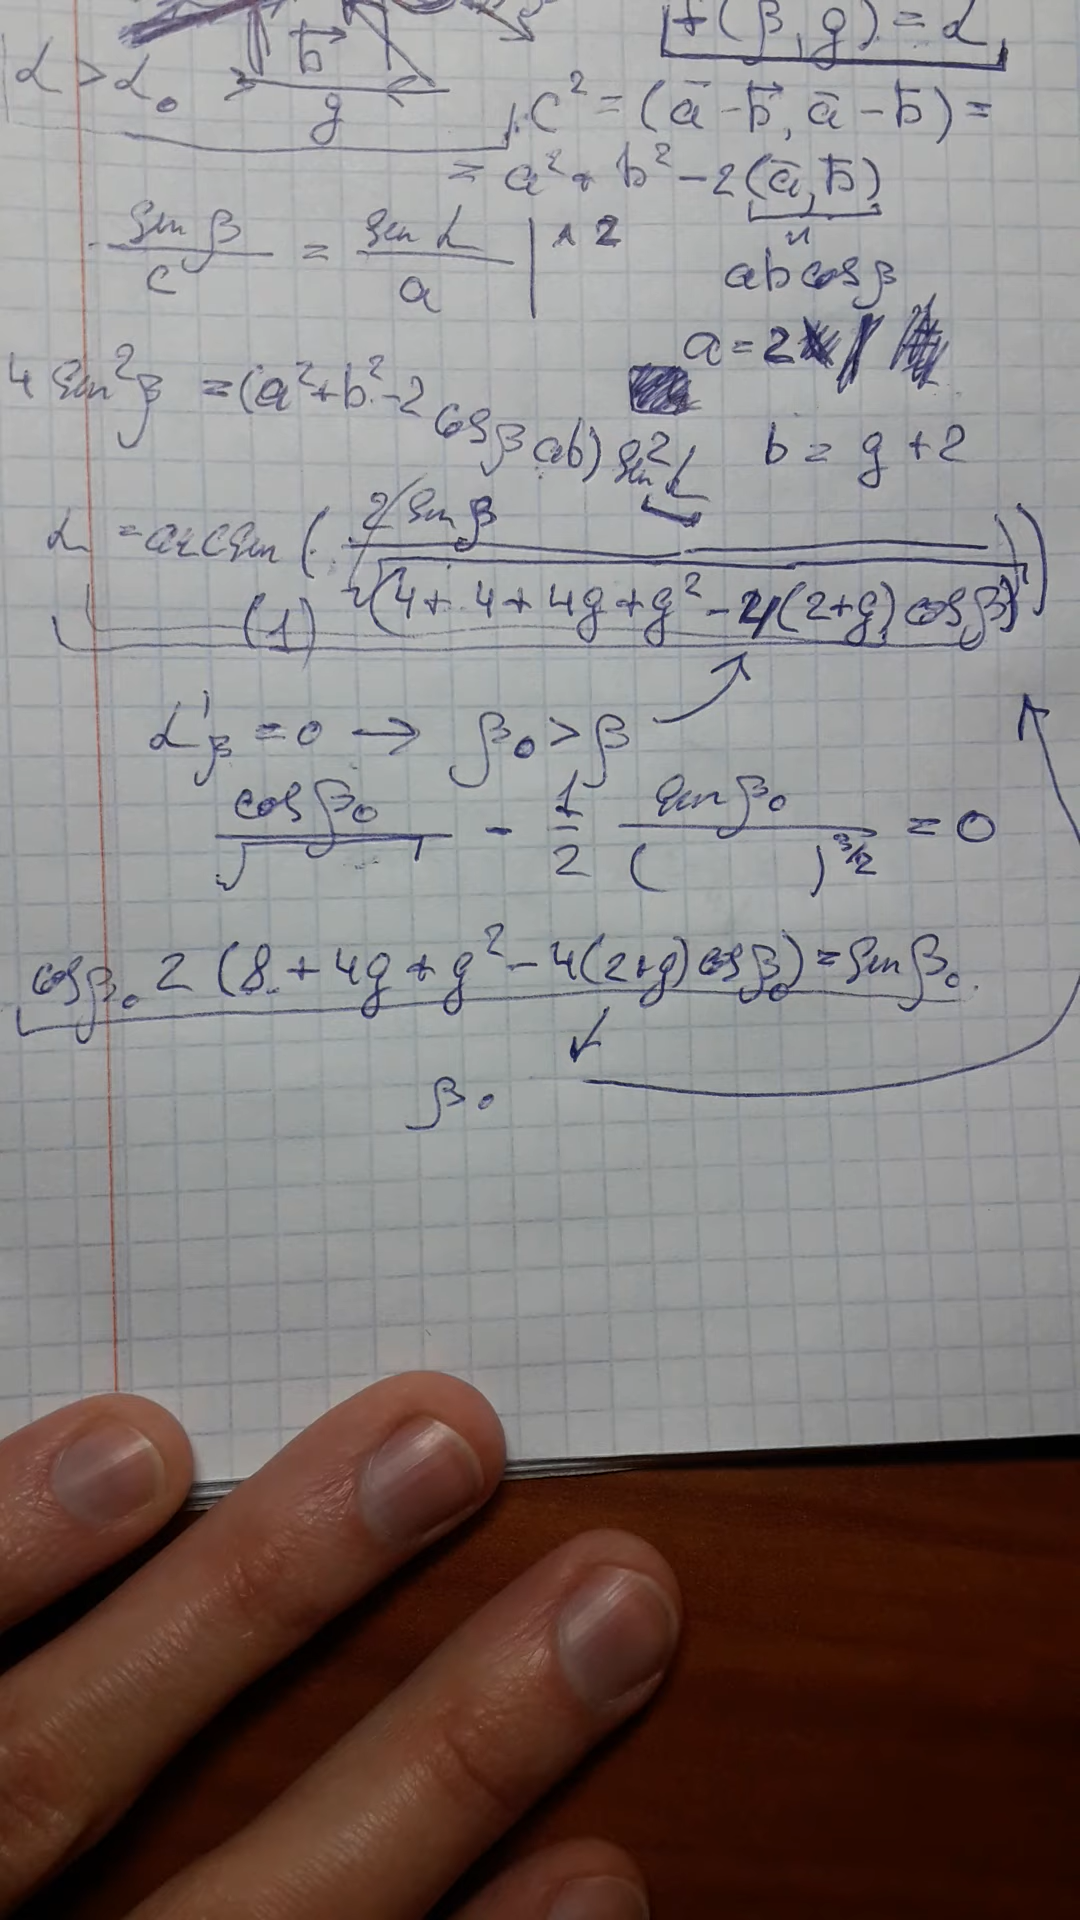 f(β, g) = α
b⃗
α > α₀
g
c² = (a̅ - b⃗, a̅ - b̅) =
= a² + b² - 2(a̅, b̅)
sin β / c = sin α / a | ^2
ab cos β
a = 2
4 sin²β = (a² + b² - 2 cos β ab) sin²α
b = g + 2
α = arcsin (2 sin β / √(4 + 4 + 4g + g² - 4(2+g) cos β))
(1)
α'β = 0 → β₀ > β
cos β₀ / √ - 1/2 sin β₀ / ( )^3/2 = 0
cos β₀ 2 (8 + 4g + g² - 4(2+g) cos β₀) = sin β₀
β₀